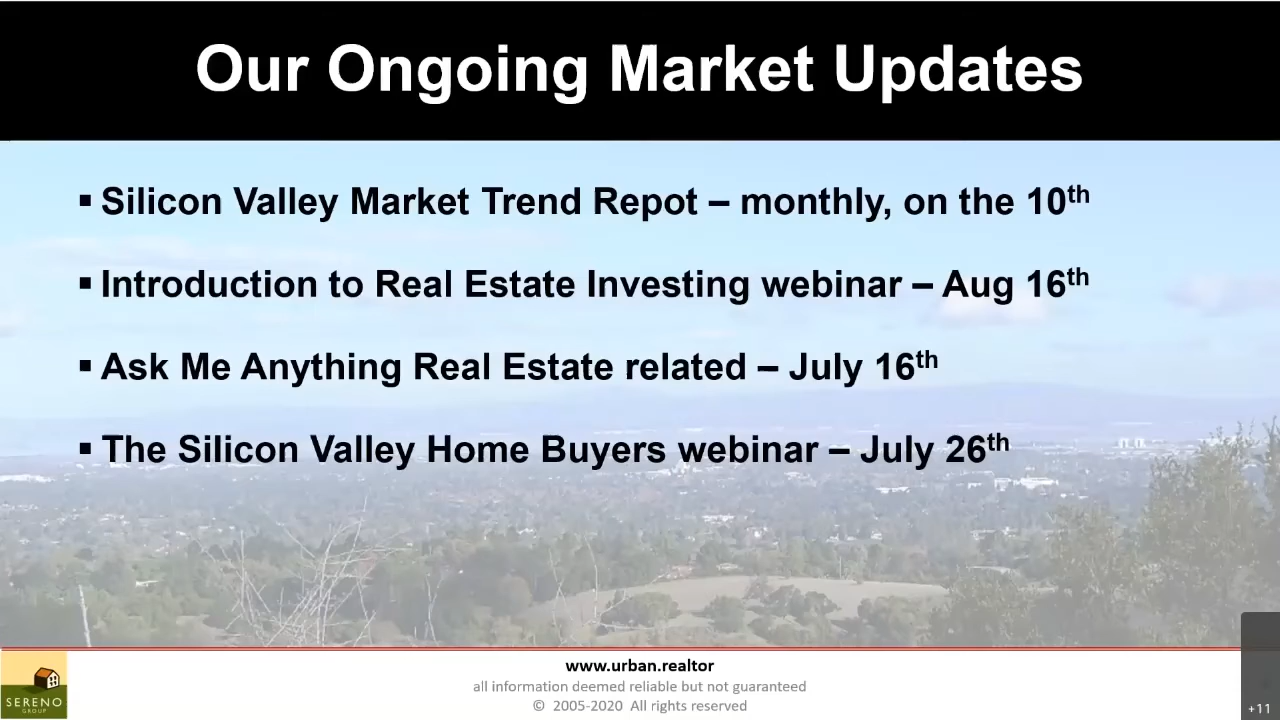 Our Ongoing Market Updates
▪ Silicon Valley Market Trend Repot – monthly, on the 10th
▪ Introduction to Real Estate Investing webinar – Aug 16th
▪ Ask Me Anything Real Estate related – July 16th
▪ The Silicon Valley Home Buyers webinar – July 26th
www.urban.realtor
all information deemed reliable but not guaranteed
© 2005-2020 All rights reserved
SERENO
GROUP
+11